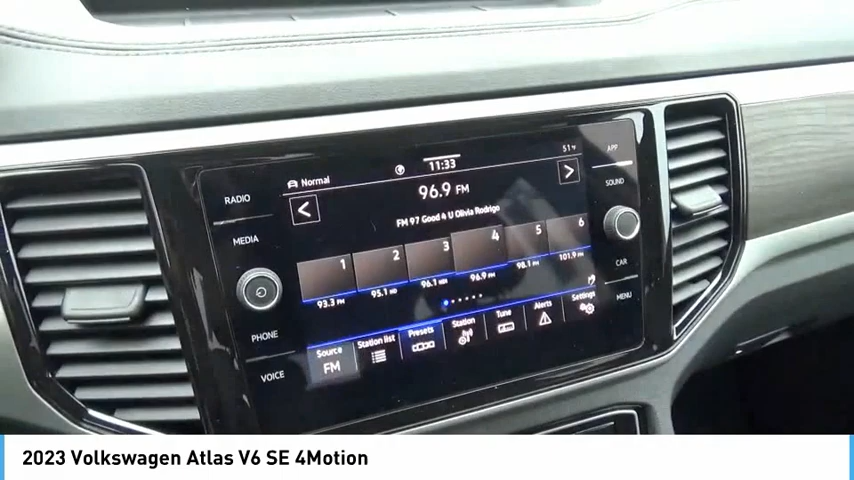 51°F
APP
11:33
Normal
RADIO
96.9 FM
SOUND
FM 97 Good 4 U Olivia Rodrigo
MEDIA
1 2 3 4 5 6
93.3 FM 95.1 HD 96.1 HD1 96.9 FM 98.1 FM 101.9 FM
CAR
PHONE
Source Station list Presets Station Tune Alerts Settings
FM
MENU
VOICE
2023 Volkswagen Atlas V6 SE 4Motion